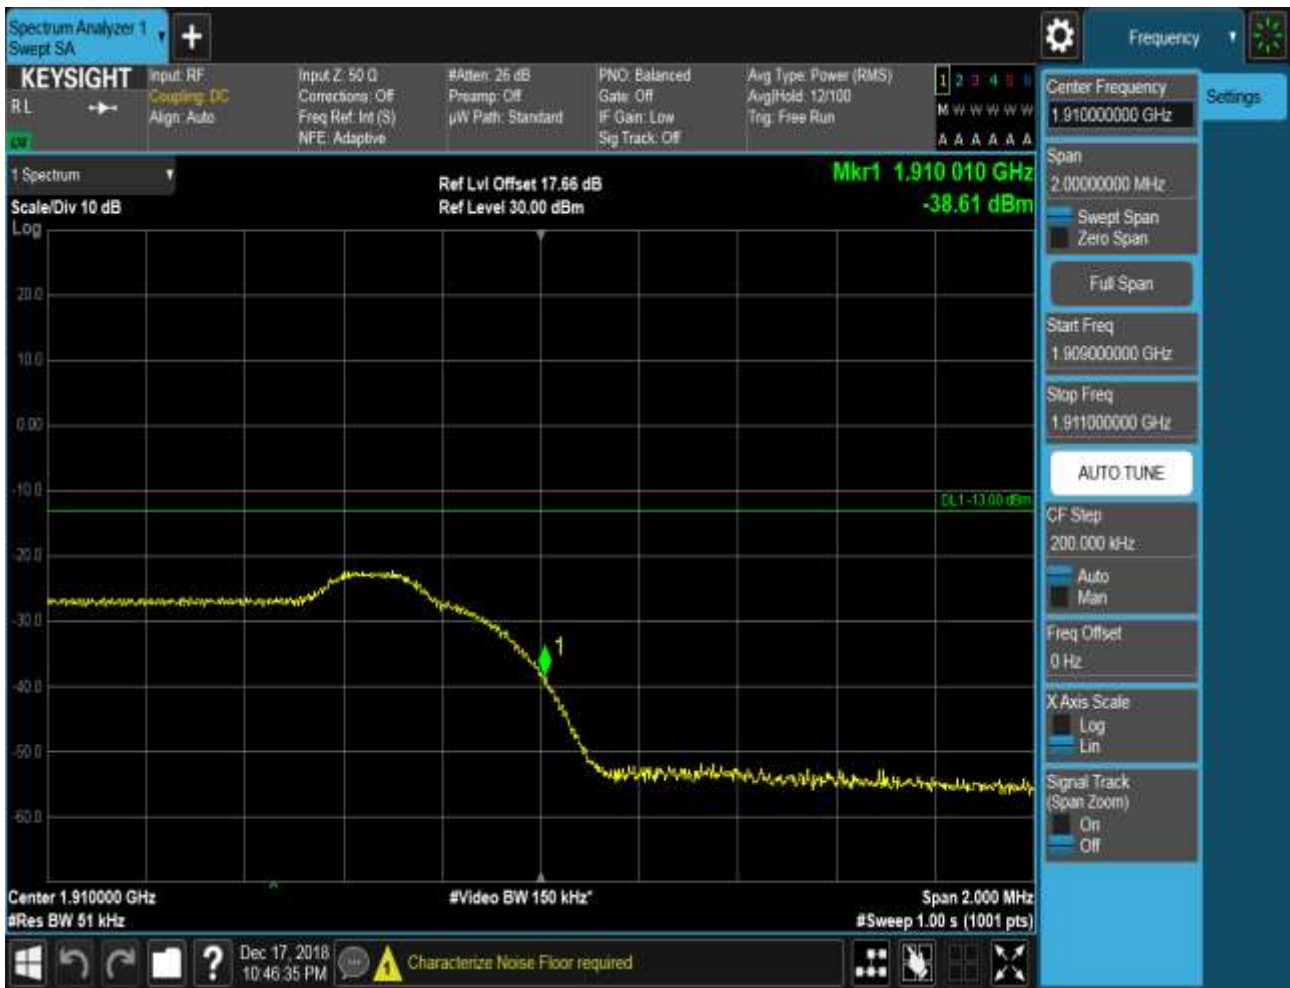 Spectrum Analyzer 1
Swept SA
Frequency
KEYSIGHT
R L
Input: RF
Coupling: DC
Align: Auto
Input Z: 50 Ω
Corrections: Off
Freq Ref: Int (S)
NFE: Adaptive
#Atten: 26 dB
Preamp: Off
µW Path: Standard
PNO: Balanced
Gate: Off
IF Gain: Low
Sig Track: Off
Avg Type: Power (RMS)
Avg|Hold: 12/100
Trig: Free Run
1 2 3 4 5 6
M W W W W W
A A A A A A
1 Spectrum
Scale/Div 10 dB
Log
Ref Lvl Offset 17.66 dB
Ref Level 30.00 dBm
Mkr1 1.910 010 GHz
-38.61 dBm
20.0
10.0
0.00
-10.0
DL1 -13.00 dBm
-20.0
-30.0
1
-40.0
-50.0
-60.0
Center 1.910000 GHz
#Res BW 51 kHz
#Video BW 150 kHz*
Span 2.000 MHz
#Sweep 1.00 s (1001 pts)
Center Frequency
1.910000000 GHz
Settings
Span
2.00000000 MHz
Swept Span
Zero Span
Full Span
Start Freq
1.909000000 GHz
Stop Freq
1.911000000 GHz
AUTO TUNE
CF Step
200.000 kHz
Auto
Man
Freq Offset
0 Hz
X Axis Scale
Log
Lin
Signal Track
(Span Zoom)
On
Off
?
Dec 17, 2018
10:46:35 PM
1
Characterize Noise Floor required